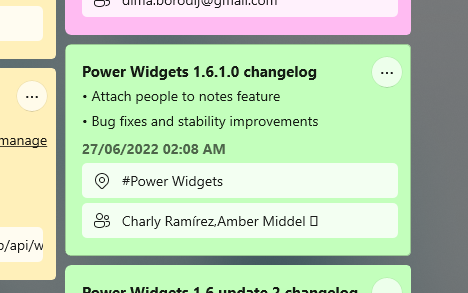 dima.borodij@gmail.com
manage
o/api/w
Power Widgets 1.6.1.0 changelog
• Attach people to notes feature
• Bug fixes and stability improvements
27/06/2022 02:08 AM
#Power Widgets
Charly Ramírez,Amber Middel
Power Widgets 1.6 update 2 changelog